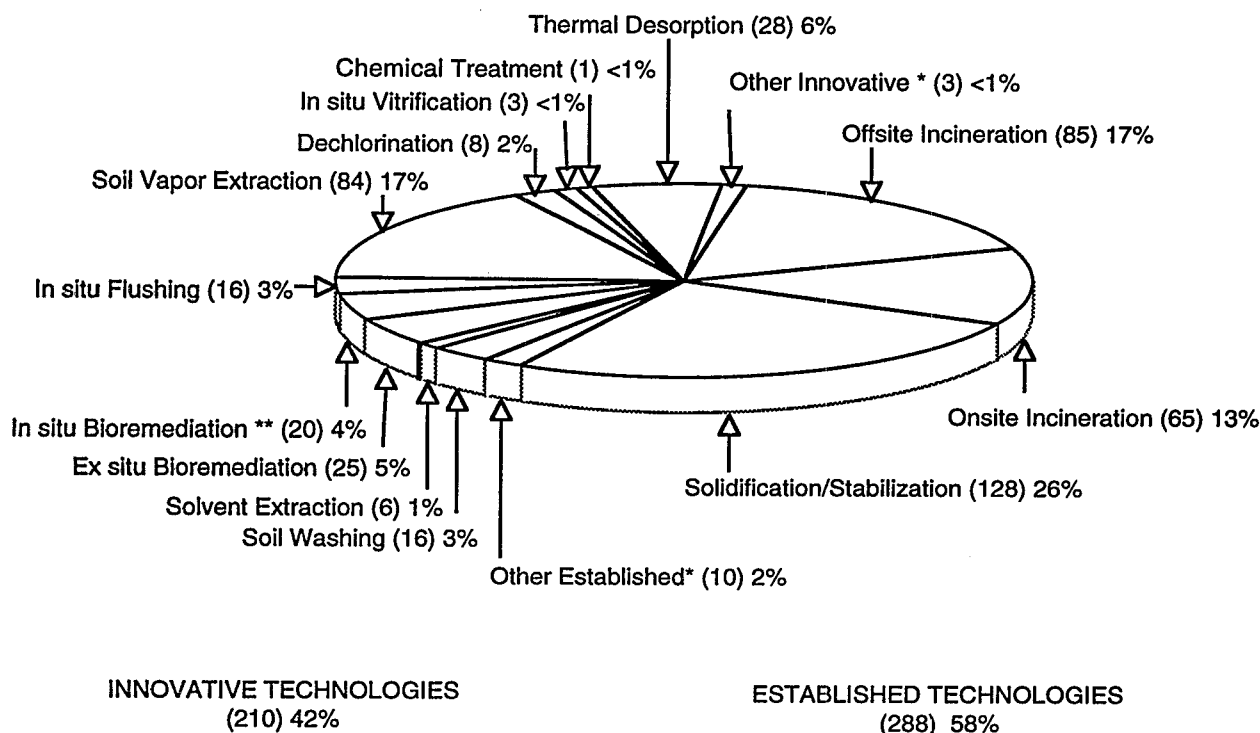 Thermal Desorption (28) 6%
Chemical Treatment (1) <1%
Other Innovative * (3) <1%
In situ Vitrification (3) <1%
Offsite Incineration (85) 17%
Dechlorination (8) 2%
Soil Vapor Extraction (84) 17%
In situ Flushing (16) 3%
In situ Bioremediation ** (20) 4%
Onsite Incineration (65) 13%
Ex situ Bioremediation (25) 5%
Solidification/Stabilization (128) 26%
Solvent Extraction (6) 1%
Soil Washing (16) 3%
Other Established* (10) 2%
INNOVATIVE TECHNOLOGIES
(210) 42%
ESTABLISHED TECHNOLOGIES
(288) 58%